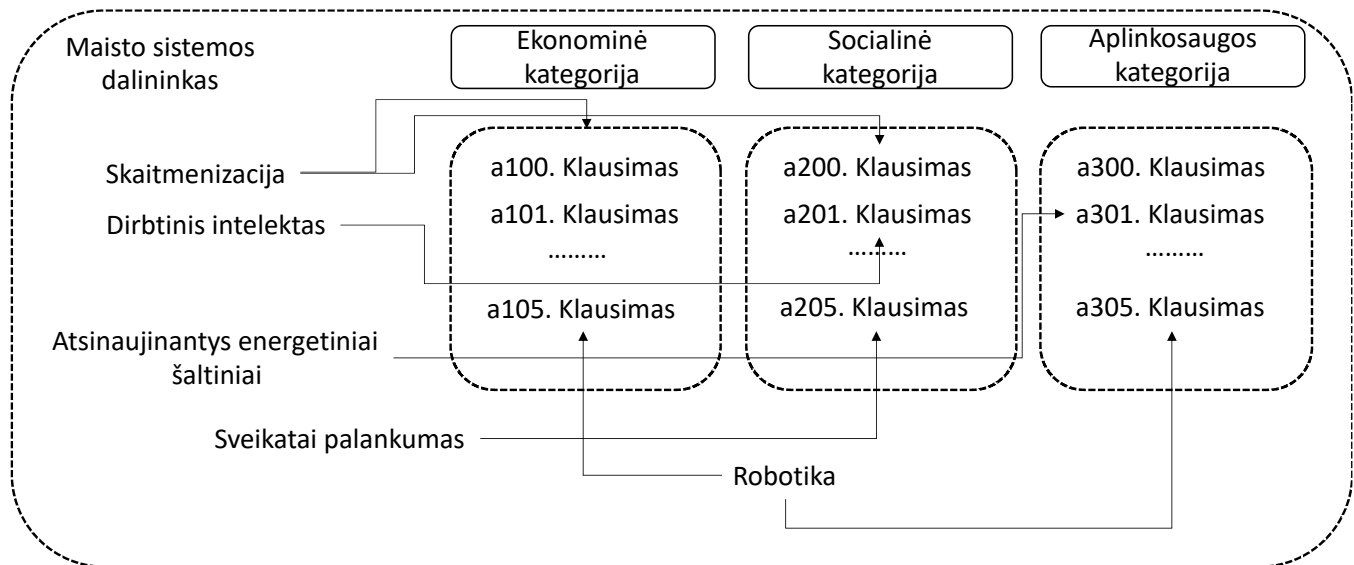 Maisto sistemos
dalininkas
Ekonominė
kategorija
Socialinė
kategorija
Aplinkosaugos
kategorija
Skaitmenizacija
a100. Klausimas
a200. Klausimas
a300. Klausimas
Dirbtinis intelektas
a101. Klausimas
a201. Klausimas
a301. Klausimas
………
………
………
a105. Klausimas
a205. Klausimas
a305. Klausimas
Atsinaujinantys energetiniai
šaltiniai
Sveikatai palankumas
Robotika